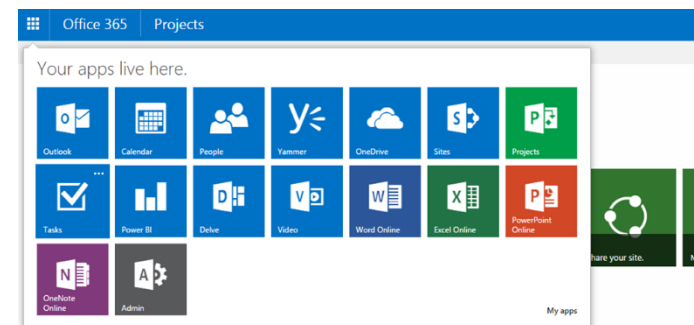 Office 365 Projects
Your apps live here.
Outlook
Calendar
People
Yammer
OneDrive
Sites
Projects
Tasks
Power BI
Delve
Video
Word Online
Excel Online
PowerPoint
Online
OneNote
Online
Admin
My apps
hare your site.